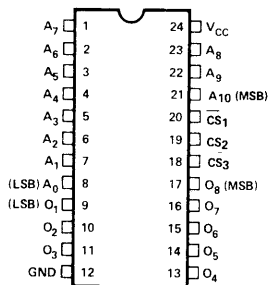 A7 1 24 VCC
A6 2 23 A8
A5 3 22 A9
A4 4 21 A10 (MSB)
A3 5 20 C̅S̅1
A2 6 19 CS2
A1 7 18 CS3
(LSB) A0 8 17 O8 (MSB)
(LSB) O1 9 16 O7
O2 10 15 O6
O3 11 14 O5
GND 12 13 O4